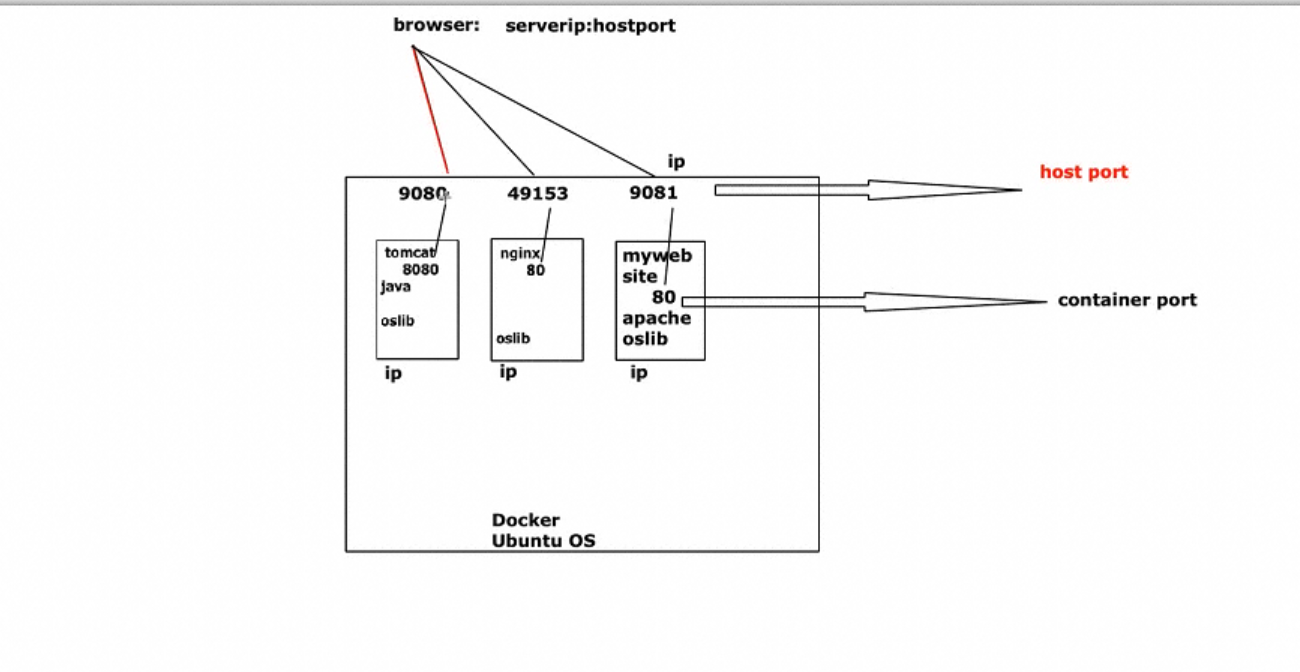 browser: serverip:hostport
ip
host port
9080 49153 9081
tomcat
8080
java
oslib
nginx
80
oslib
myweb
site
80
apache
oslib
container port
ip ip ip
Docker
Ubuntu OS